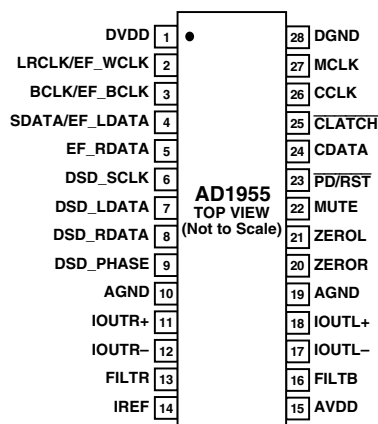 DVDD 1
LRCLK/EF_WCLK 2
BCLK/EF_BCLK 3
SDATA/EF_LDATA 4
EF_RDATA 5
DSD_SCLK 6
DSD_LDATA 7
DSD_RDATA 8
DSD_PHASE 9
AGND 10
IOUTR+ 11
IOUTR– 12
FILTR 13
IREF 14
AD1955
TOP VIEW
(Not to Scale)
28 DGND
27 MCLK
26 CCLK
25 CLATCH
24 CDATA
23 PD/RST
22 MUTE
21 ZEROL
20 ZEROR
19 AGND
18 IOUTL+
17 IOUTL–
16 FILTB
15 AVDD